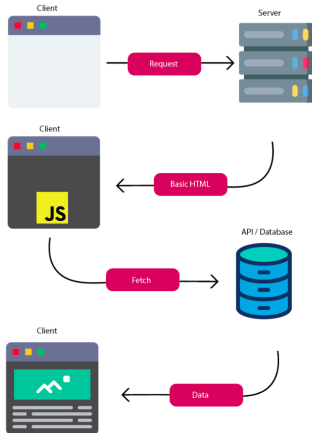 Client
Server
Request
Client
Basic HTML
JS
API / Database
Fetch
Client
Data